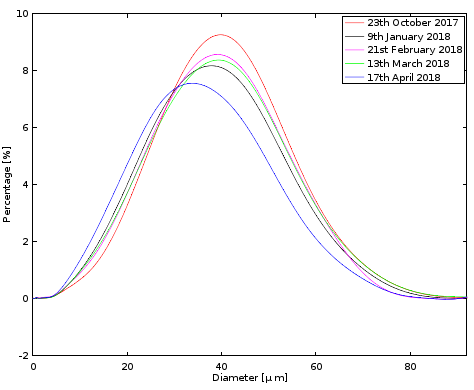 10
8
6
4
2
0
-2
0
20
40
60
80
Percentage [%]
Diameter [μm]
23th October 2017
9th January 2018
21st February 2018
13th March 2018
17th April 2018